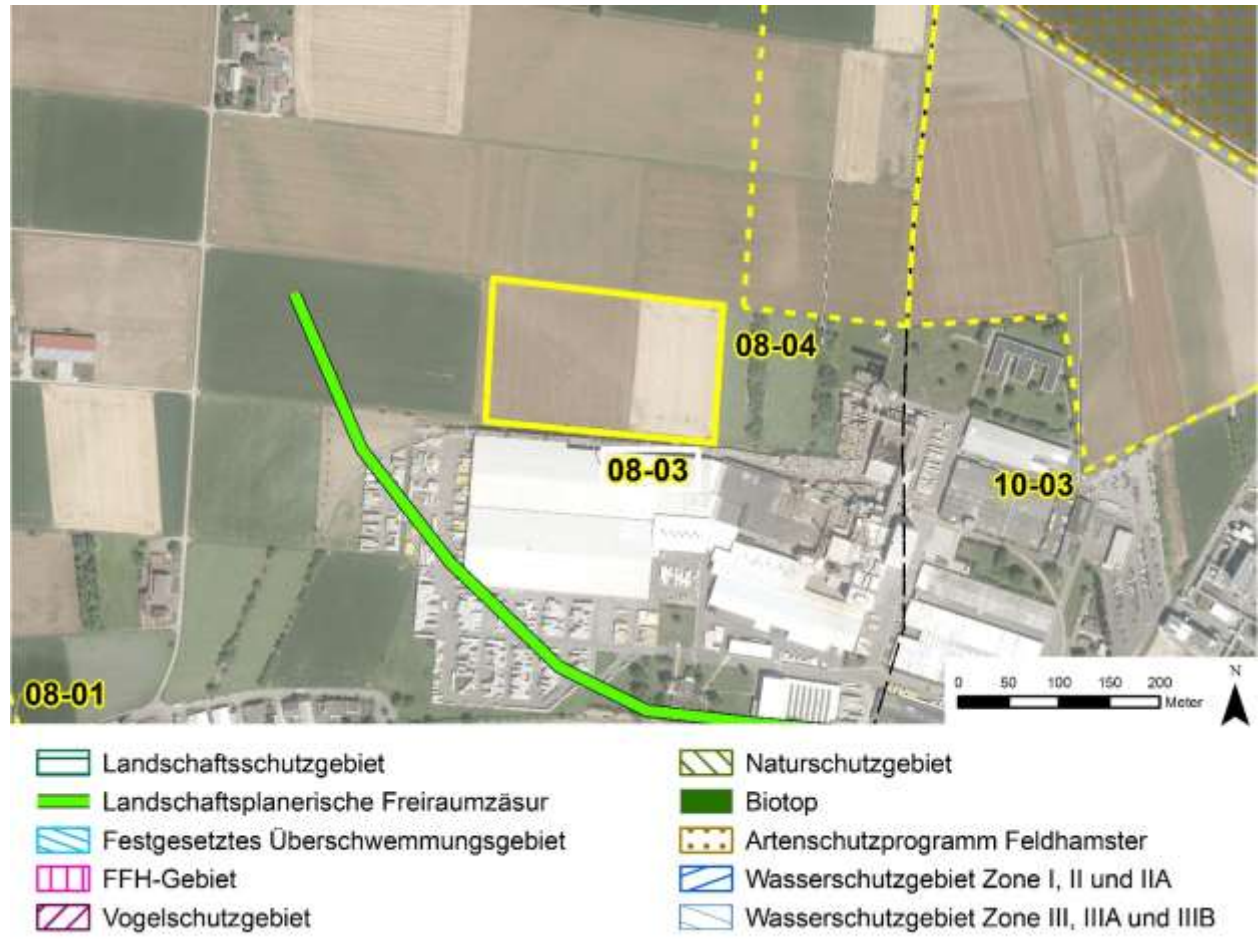 08-04
08-03
10-03
08-01
N
0 50 100 150 200
Meter
Landschaftsschutzgebiet
Landschaftsplanerische Freiraumzäsur
Festgesetztes Überschwemmungsgebiet
FFH-Gebiet
Vogelschutzgebiet
Naturschutzgebiet
Biotop
Artenschutzprogramm Feldhamster
Wasserschutzgebiet Zone I, II und IIA
Wasserschutzgebiet Zone III, IIIA und IIIB